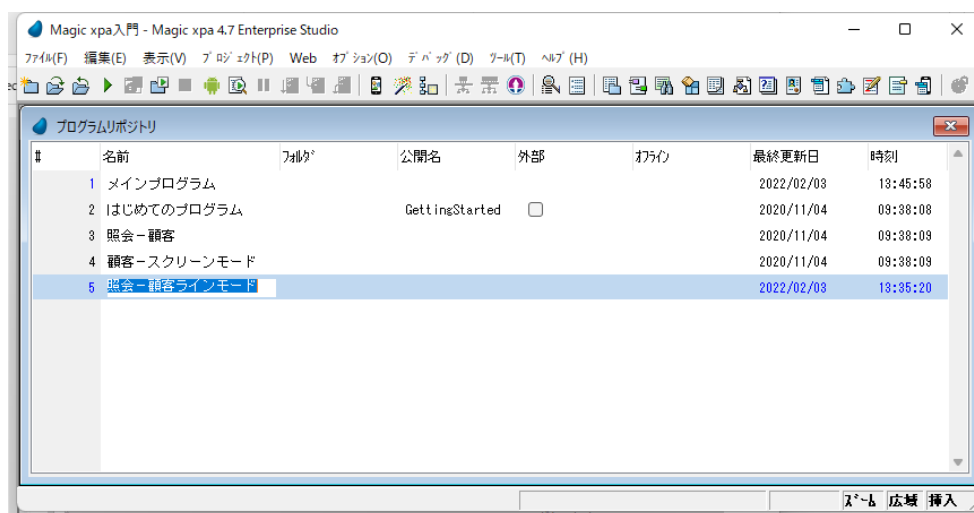 Magic xpa入門 - Magic xpa 4.7 Enterprise Studio
ﾌｧｲﾙ(F) 編集(E) 表示(V) ﾌﾟﾛｼﾞｪｸﾄ(P) Web ｵﾌﾟｼｮﾝ(O) ﾃﾞﾊﾞｯｸﾞ(D) ﾂｰﾙ(T) ﾍﾙﾌﾟ(H)
プログラムリポジトリ
# 名前 ﾌｫﾙﾀﾞ 公開名 外部 ｵﾌﾗｲﾝ 最終更新日 時刻
1 メインプログラム 2022/02/03 13:45:58
2 はじめてのプログラム GettingStarted 2020/11/04 09:38:08
3 照会－顧客 2020/11/04 09:38:09
4 顧客－スクリーンモード 2020/11/04 09:38:09
5 照会－顧客ラインモード 2022/02/03 13:35:20
ｽﾞｰﾑ 広域 挿入